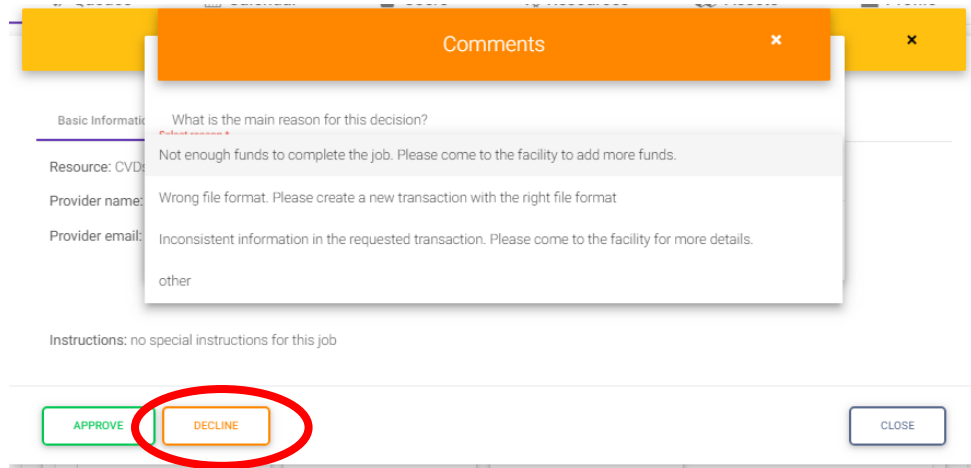 Comments
×
×
Basic Informatio
What is the main reason for this decision?
Select reason *
Resource: CVDs
Not enough funds to complete the job. Please come to the facility to add more funds.
Provider name:
Wrong file format. Please create a new transaction with the right file format
Provider email:
Inconsistent information in the requested transaction. Please come to the facility for more details.
other
Instructions: no special instructions for this job
APPROVE
DECLINE
CLOSE